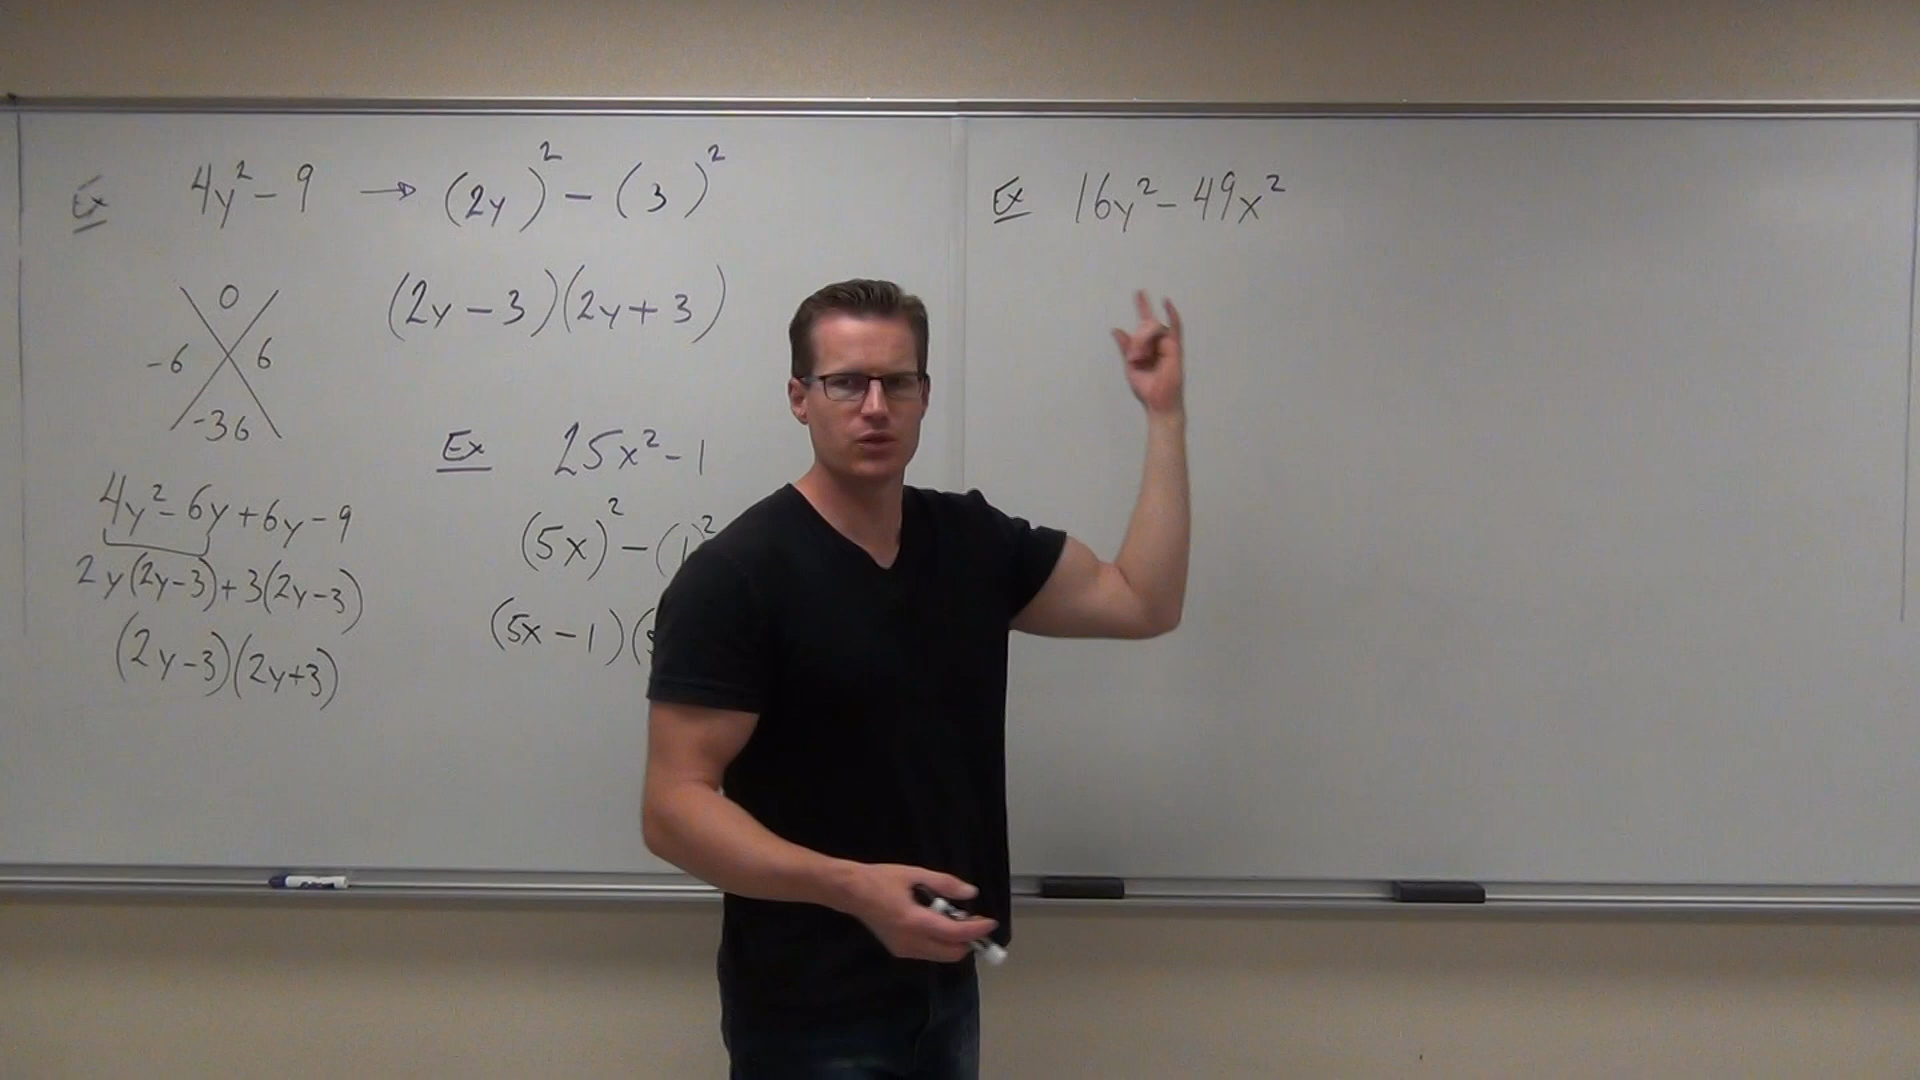 Ex 4y² - 9 → (2y)² - (3)²
(2y - 3)(2y + 3)
0
-6 6
-36
4y² - 6y + 6y - 9
2y(2y-3) + 3(2y-3)
(2y-3)(2y+3)
Ex 25x² - 1
(5x)² - (1)²
(5x - 1)(
Ex 16y² - 49x²